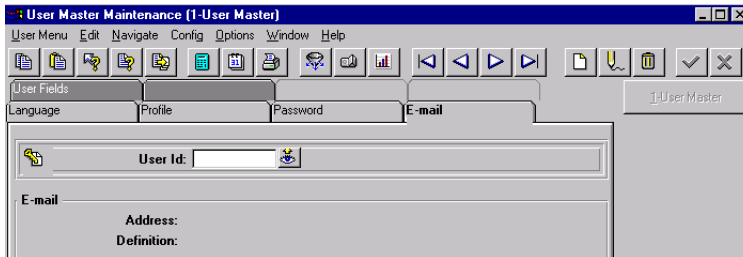 User Master Maintenance (1-User Master)
User Menu Edit Navigate Config Options Window Help
31
User Fields
1-User Master
Language Profile Password E-mail
User Id:
E-mail
Address:
Definition: